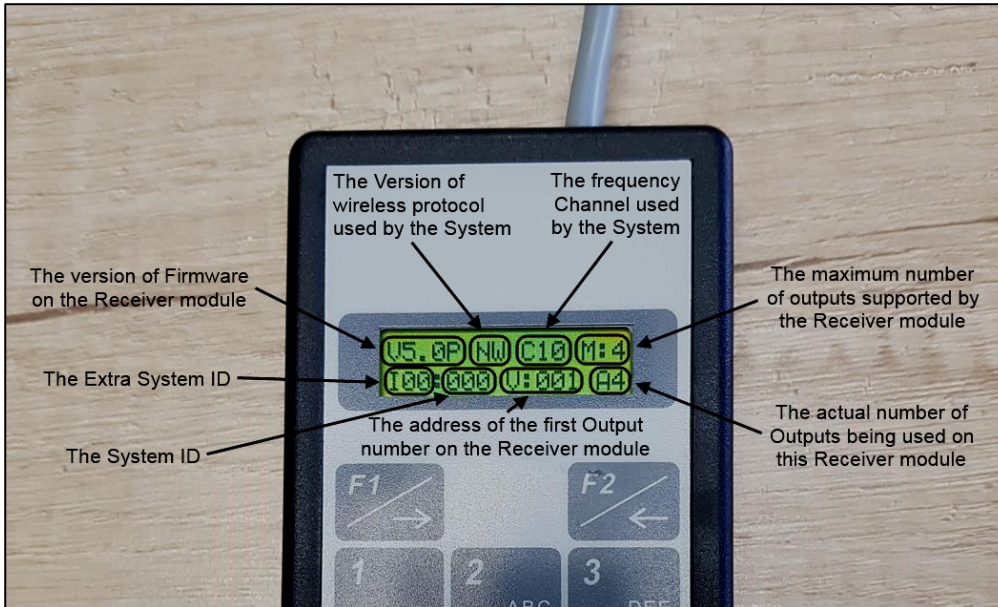 The Version of
wireless protocol
used by the System
The frequency
Channel used
by the System
The version of Firmware
on the Receiver module
The maximum number
of outputs supported by
the Receiver module
V5.0P NW C10 M:4
I00:000 V:001 A4
The Extra System ID
The System ID
The address of the first Output
number on the Receiver module
The actual number of
Outputs being used on
this Receiver module
F1 → F2 ←
1 2 3
ABC DEF